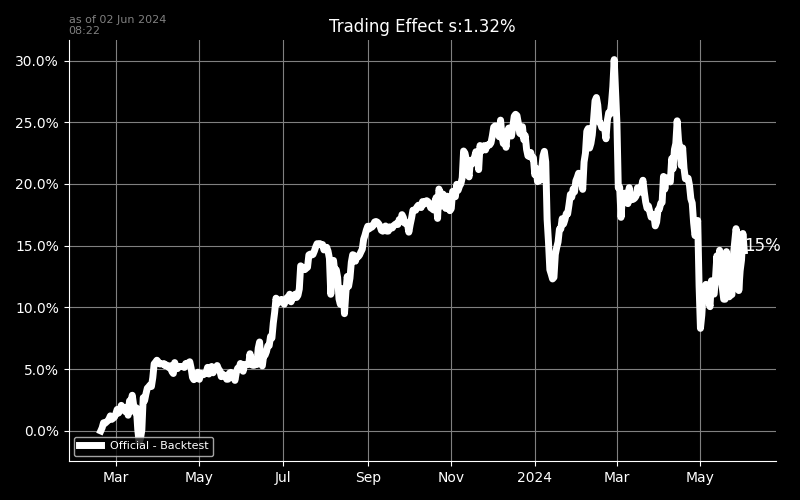 as of 02 Jun 2024
08:22
Trading Effect s:1.32%
30.0%
25.0%
20.0%
15.0%
10.0%
5.0%
0.0%
15%
Official - Backtest
Mar
May
Jul
Sep
Nov
2024
Mar
May